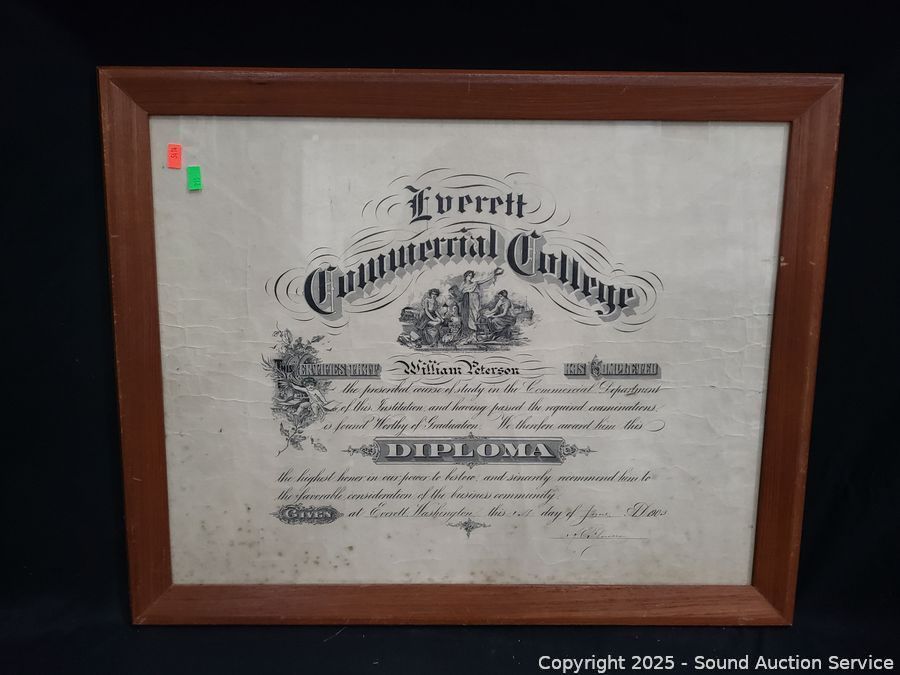 Everett
Commercial College
This Certifies that William Peterson has Completed
the prescribed course of study in the Commercial Department
of this Institution and having passed the required examinations
is found Worthy of Graduation. We therefore award him this
DIPLOMA
the highest honor in our power to bestow, and sincerely recommend him to
the favorable consideration of the business community.
GIVEN at Everett Washington this day of June AD 190
Copyright 2025 - Sound Auction Service